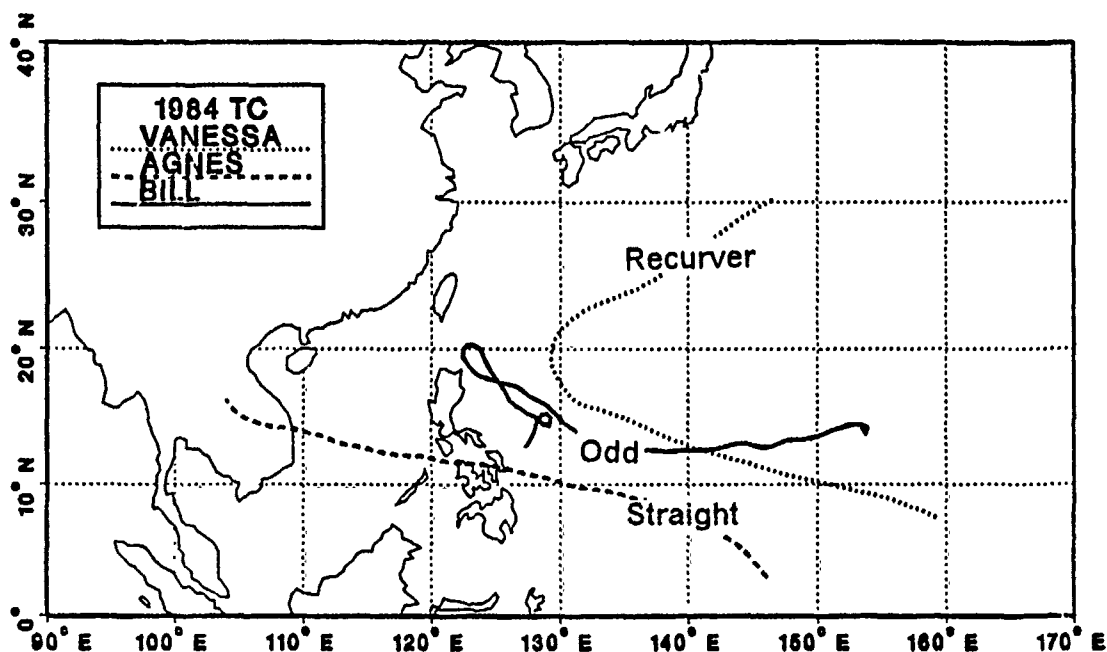 40° N
30° N
20° N
10° N
0°
1984 TC
VANESSA
AGNES
BILL
Recurver
Odd
Straight
90° E 100° E 110° E 120° E 130° E 140° E 150° E 160° E 170° E